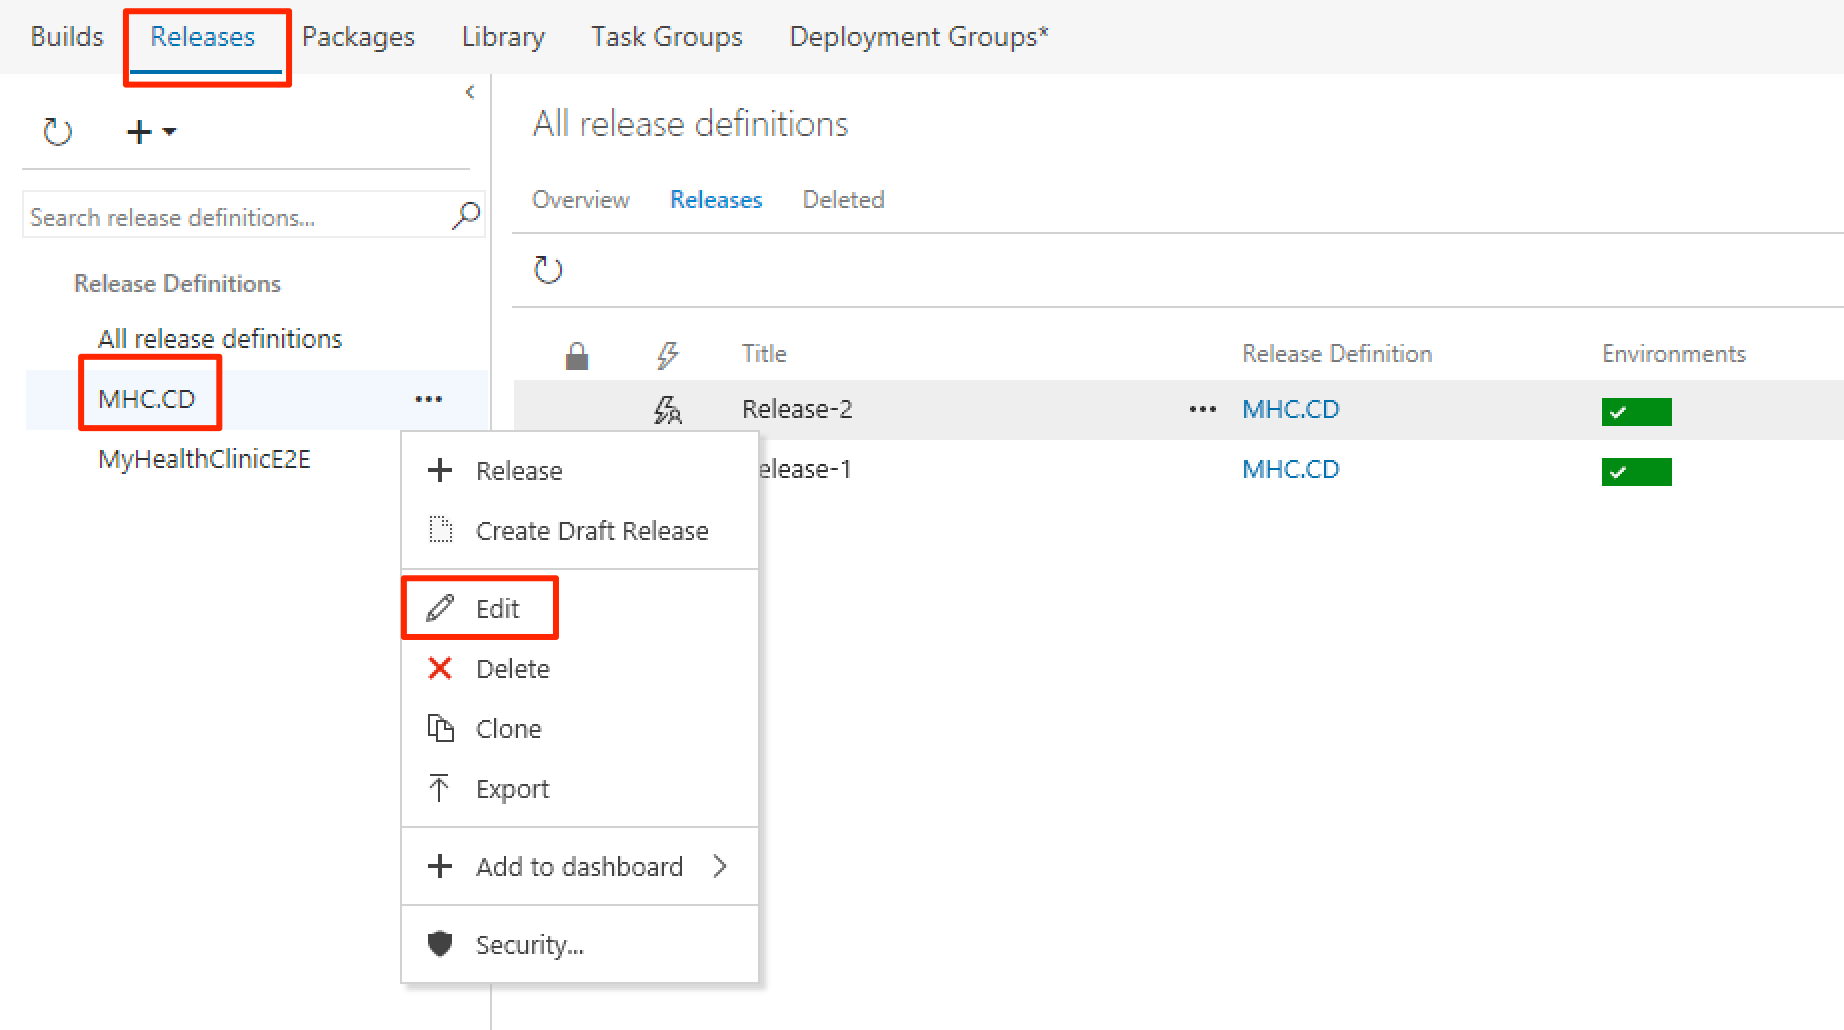 Builds Releases Packages Library Task Groups Deployment Groups*
All release definitions
Overview Releases Deleted
Search release definitions...
Release Definitions
All release definitions
MHC.CD
MyHealthClinicE2E
Title Release Definition Environments
Release-2 MHC.CD
elease-1 MHC.CD
Release
Create Draft Release
Edit
Delete
Clone
Export
Add to dashboard
Security...